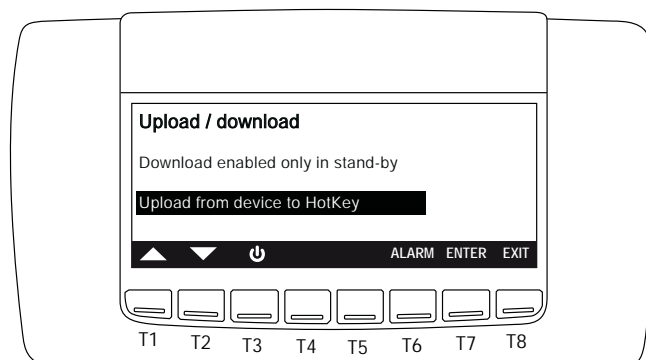 Upload / download
Download enabled only in stand-by
Upload from device to HotKey
ALARM ENTER EXIT
T1 T2 T3 T4 T5 T6 T7 T8